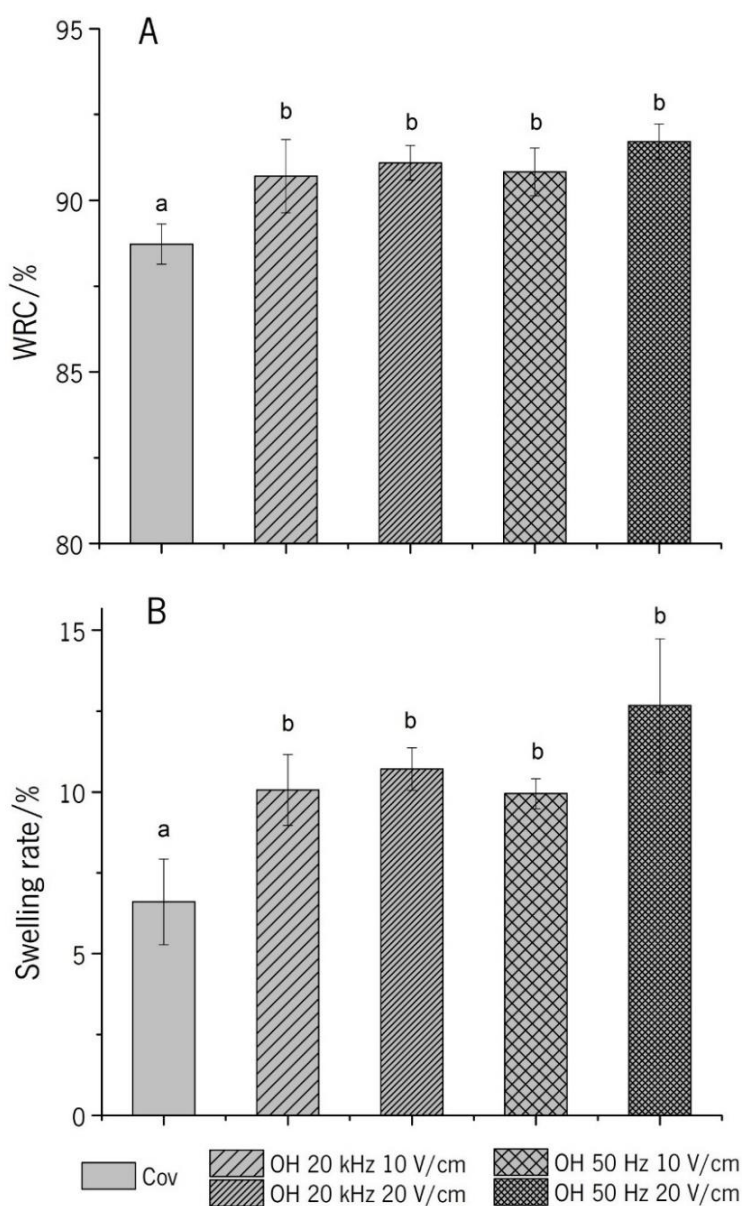 A
95
90
85
80
WRC/%
a
b
b
b
b
B
15
10
5
0
Swelling rate/%
a
b
b
b
b
Cov
OH 20 kHz 10 V/cm
OH 20 kHz 20 V/cm
OH 50 Hz 10 V/cm
OH 50 Hz 20 V/cm